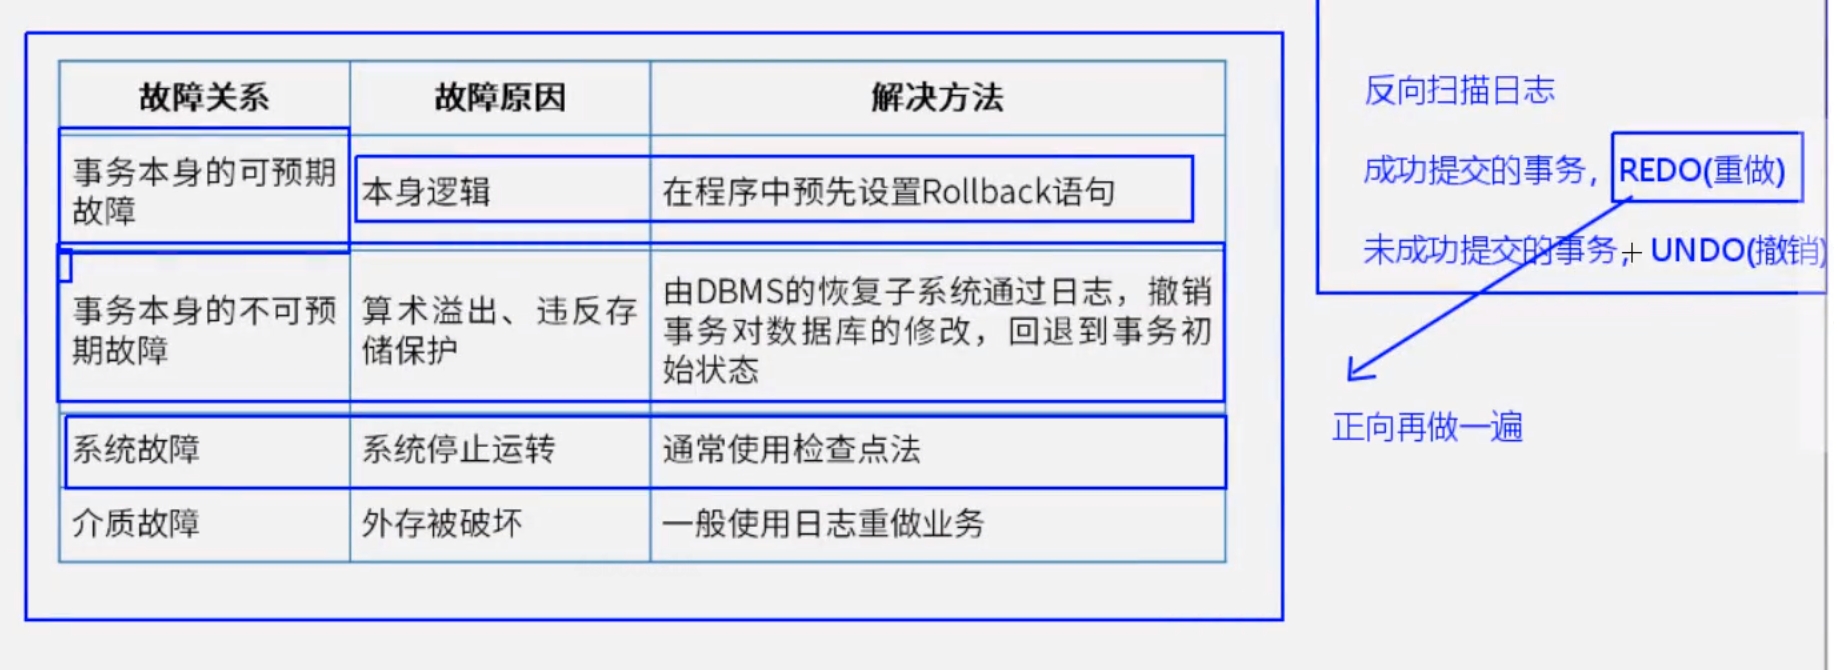 故障关系 故障原因 解决方法
事务本身的可预期
故障
本身逻辑
在程序中预先设置Rollback语句
事务本身的不可预
期故障
算术溢出、违反存
储保护
由DBMS的恢复子系统通过日志，撤销
事务对数据库的修改，回退到事务初
始状态
系统故障 系统停止运转 通常使用检查点法
介质故障 外存被破坏 一般使用日志重做业务
反向扫描日志
成功提交的事务，REDO(重做)
未成功提交的事务，UNDO(撤销)
正向再做一遍